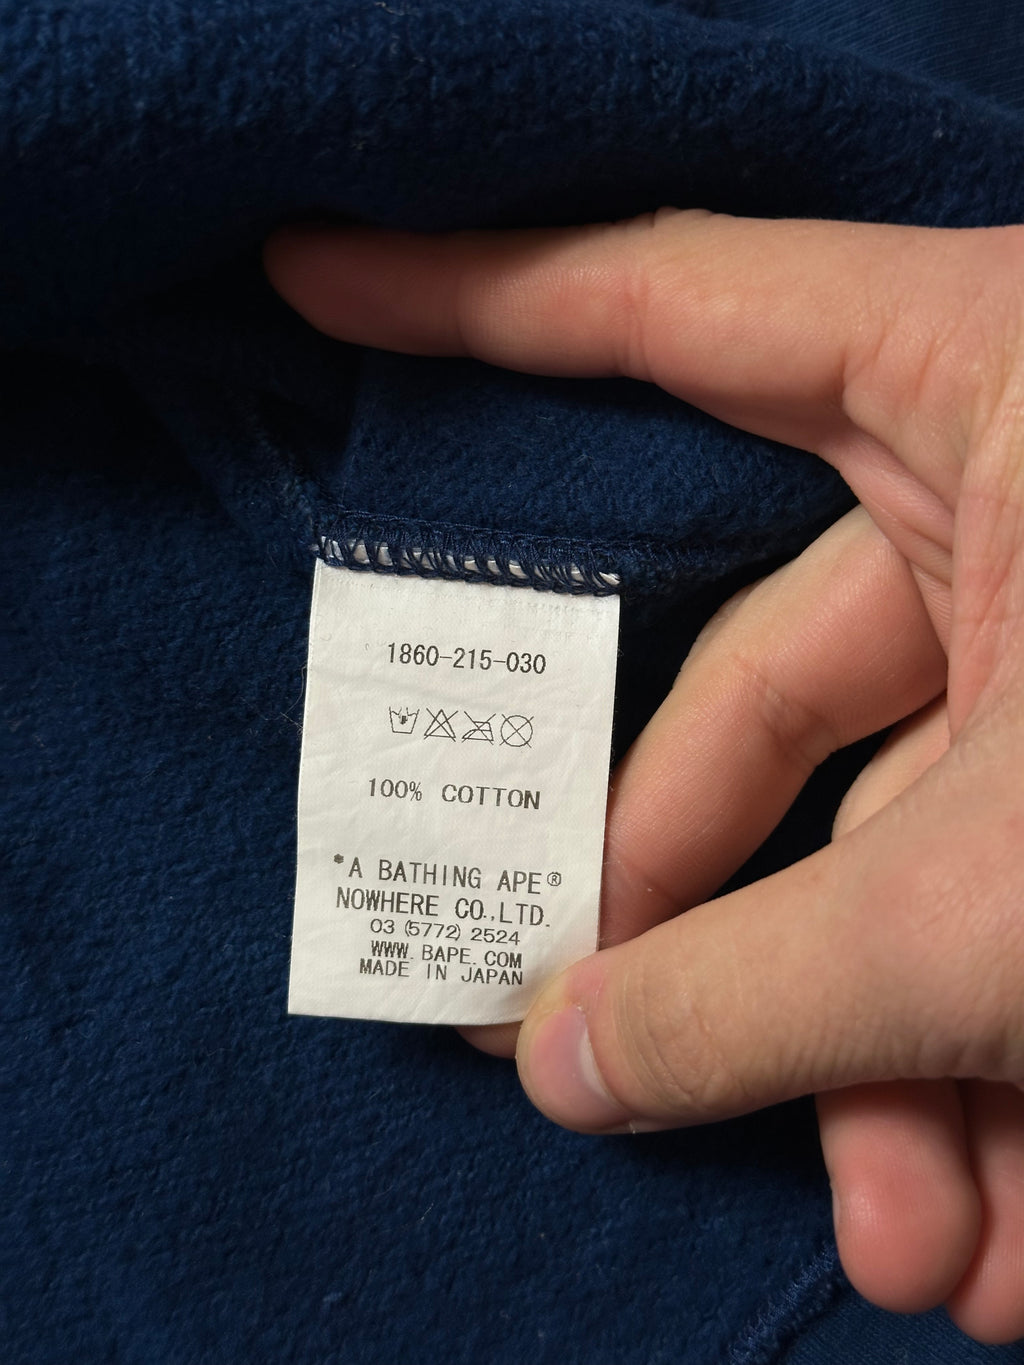 1860-215-030
100% COTTON
*A BATHING APE®
NOWHERE CO.,LTD.
03 (5772) 2524
WWW. BAPE. COM
MADE IN JAPAN